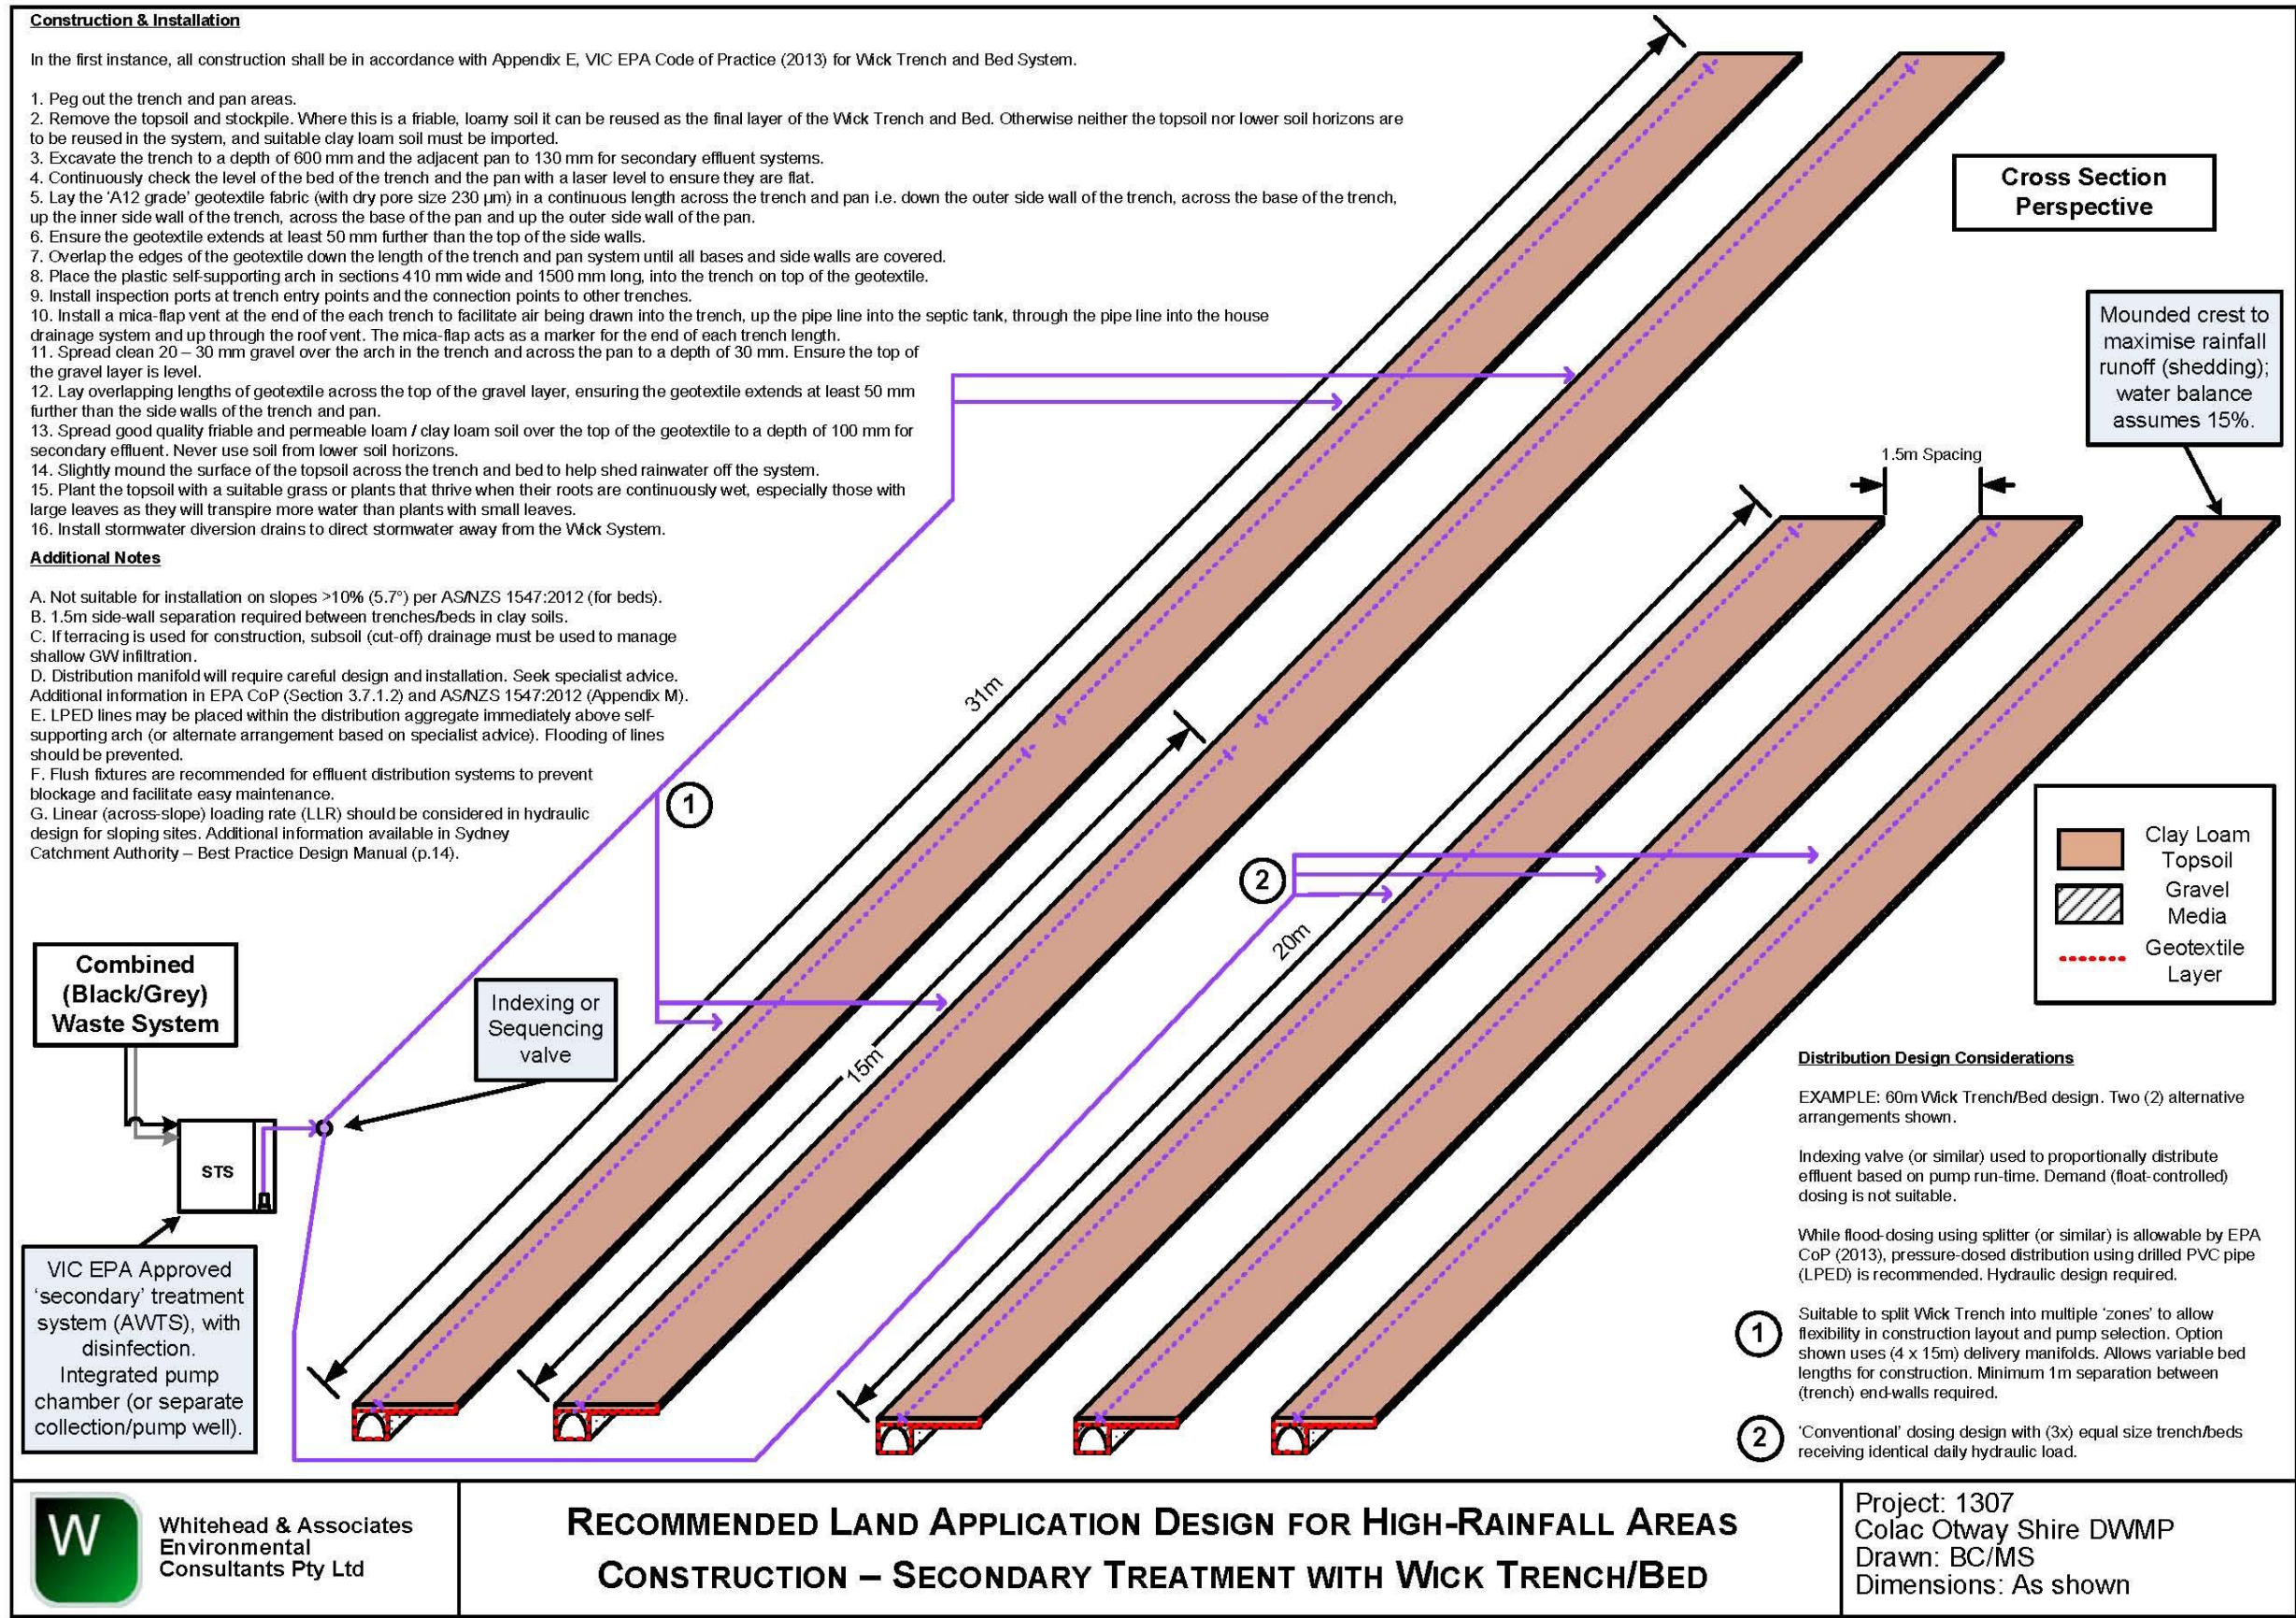 Construction & Installation
In the first instance, all construction shall be in accordance with Appendix E, VIC EPA Code of Practice (2013) for Wick Trench and Bed System.
1. Peg out the trench and pan areas.
2. Remove the topsoil and stockpile. Where this is a friable, loamy soil it can be reused as the final layer of the Wick Trench and Bed. Otherwise neither the topsoil nor lower soil horizons are
to be reused in the system, and suitable clay loam soil must be imported.
3. Excavate the trench to a depth of 600 mm and the adjacent pan to 130 mm for secondary effluent systems.
4. Continuously check the level of the bed of the trench and the pan with a laser level to ensure they are flat.
5. Lay the 'A12 grade' geotextile fabric (with dry pore size 230 µm) in a continuous length across the trench and pan i.e. down the outer side wall of the trench, across the base of the trench,
up the inner side wall of the trench, across the base of the pan and up the outer side wall of the pan.
6. Ensure the geotextile extends at least 50 mm further than the top of the side walls.
7. Overlap the edges of the geotextile down the length of the trench and pan system until all bases and side walls are covered.
8. Place the plastic self-supporting arch in sections 410 mm wide and 1500 mm long, into the trench on top of the geotextile.
9. Install inspection ports at trench entry points and the connection points to other trenches.
10. Install a mica-flap vent at the end of the each trench to facilitate air being drawn into the trench, up the pipe line into the septic tank, through the pipe line into the house
drainage system and up through the roof vent. The mica-flap acts as a marker for the end of each trench length.
11. Spread clean 20 – 30 mm gravel over the arch in the trench and across the pan to a depth of 30 mm. Ensure the top of
the gravel layer is level.
12. Lay overlapping lengths of geotextile across the top of the gravel layer, ensuring the geotextile extends at least 50 mm
further than the side walls of the trench and pan.
13. Spread good quality friable and permeable loam / clay loam soil over the top of the geotextile to a depth of 100 mm for
secondary effluent. Never use soil from lower soil horizons.
14. Slightly mound the surface of the topsoil across the trench and bed to help shed rainwater off the system.
15. Plant the topsoil with a suitable grass or plants that thrive when their roots are continuously wet, especially those with
large leaves as they will transpire more water than plants with small leaves.
16. Install stormwater diversion drains to direct stormwater away from the Wick System.
Additional Notes
A. Not suitable for installation on slopes >10% (5.7°) per AS/NZS 1547:2012 (for beds).
B. 1.5m side-wall separation required between trenches/beds in clay soils.
C. If terracing is used for construction, subsoil (cut-off) drainage must be used to manage
shallow GW infiltration.
D. Distribution manifold will require careful design and installation. Seek specialist advice.
Additional information in EPA CoP (Section 3.7.1.2) and AS/NZS 1547:2012 (Appendix M).
E. LPED lines may be placed within the distribution aggregate immediately above self-
supporting arch (or alternate arrangement based on specialist advice). Flooding of lines
should be prevented.
F. Flush fixtures are recommended for effluent distribution systems to prevent
blockage and facilitate easy maintenance.
G. Linear (across-slope) loading rate (LLR) should be considered in hydraulic
design for sloping sites. Additional information available in Sydney
Catchment Authority – Best Practice Design Manual (p.14).
Cross Section
Perspective
Mounded crest to
maximise rainfall
runoff (shedding);
water balance
assumes 15%.
1.5m Spacing
31m
15m
20m
1
2
Clay Loam
Topsoil
Gravel
Media
Geotextile
Layer
Combined
(Black/Grey)
Waste System
Indexing or
Sequencing
valve
STS
VIC EPA Approved
'secondary' treatment
system (AWTS), with
disinfection.
Integrated pump
chamber (or separate
collection/pump well).
Distribution Design Considerations
EXAMPLE: 60m Wick Trench/Bed design. Two (2) alternative
arrangements shown.
Indexing valve (or similar) used to proportionally distribute
effluent based on pump run-time. Demand (float-controlled)
dosing is not suitable.
While flood-dosing using splitter (or similar) is allowable by EPA
CoP (2013), pressure-dosed distribution using drilled PVC pipe
(LPED) is recommended. Hydraulic design required.
1
Suitable to split Wick Trench into multiple 'zones' to allow
flexibility in construction layout and pump selection. Option
shown uses (4 x 15m) delivery manifolds. Allows variable bed
lengths for construction. Minimum 1m separation between
(trench) end-walls required.
2
'Conventional' dosing design with (3x) equal size trench/beds
receiving identical daily hydraulic load.
W
Whitehead & Associates
Environmental
Consultants Pty Ltd
RECOMMENDED LAND APPLICATION DESIGN FOR HIGH-RAINFALL AREAS
CONSTRUCTION – SECONDARY TREATMENT WITH WICK TRENCH/BED
Project: 1307
Colac Otway Shire DWMP
Drawn: BC/MS
Dimensions: As shown